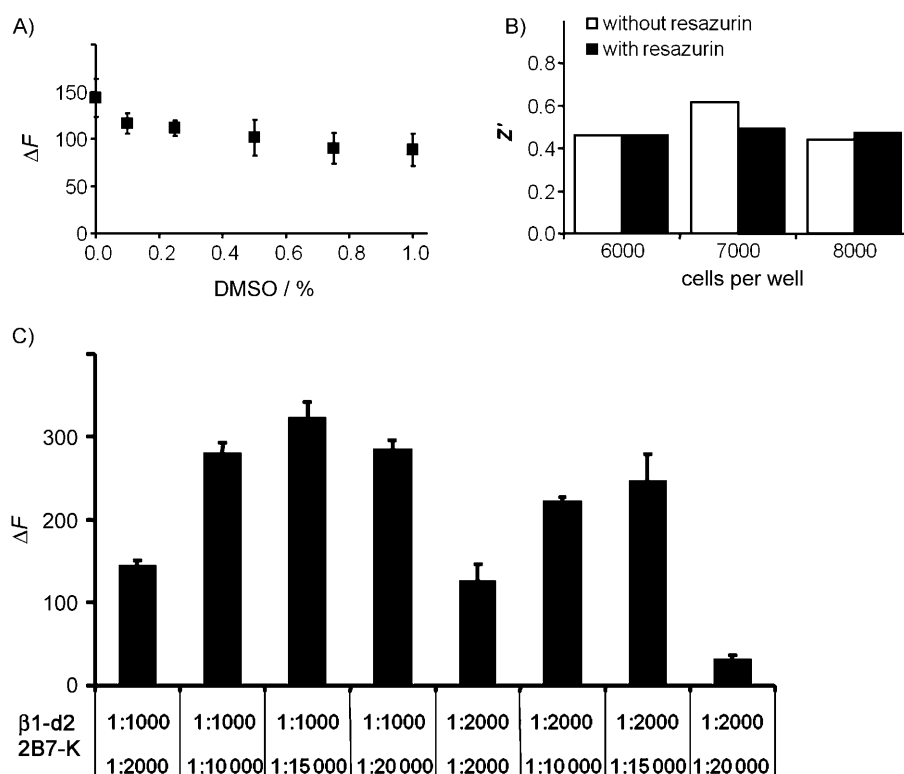 A)
ΔF
150
100
50
0
0.0 0.2 0.4 0.6 0.8 1.0
DMSO / %
B)
without resazurin
with resazurin
Z'
0.8
0.6
0.4
0.2
0.0
6000 7000 8000
cells per well
C)
ΔF
300
200
100
0
β1-d2 1:1000 1:1000 1:1000 1:1000 1:2000 1:2000 1:2000 1:2000
2B7-K 1:2000 1:10 000 1:15 000 1:20 000 1:2000 1:10 000 1:15 000 1:20 000